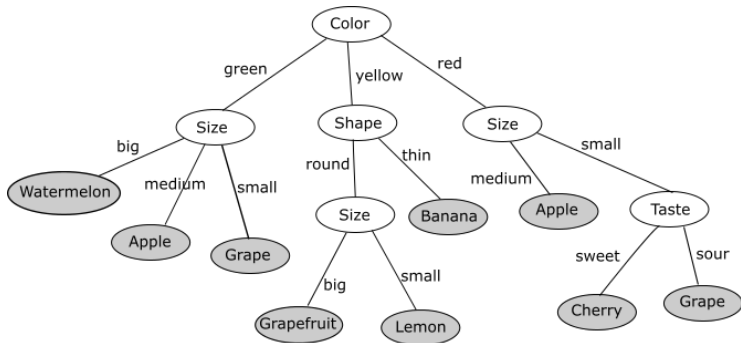 Color
green
yellow
red
Size
Shape
Size
big
medium
small
round
thin
medium
small
Watermelon
Apple
Grape
Size
Banana
Apple
Taste
big
small
sweet
sour
Grapefruit
Lemon
Cherry
Grape